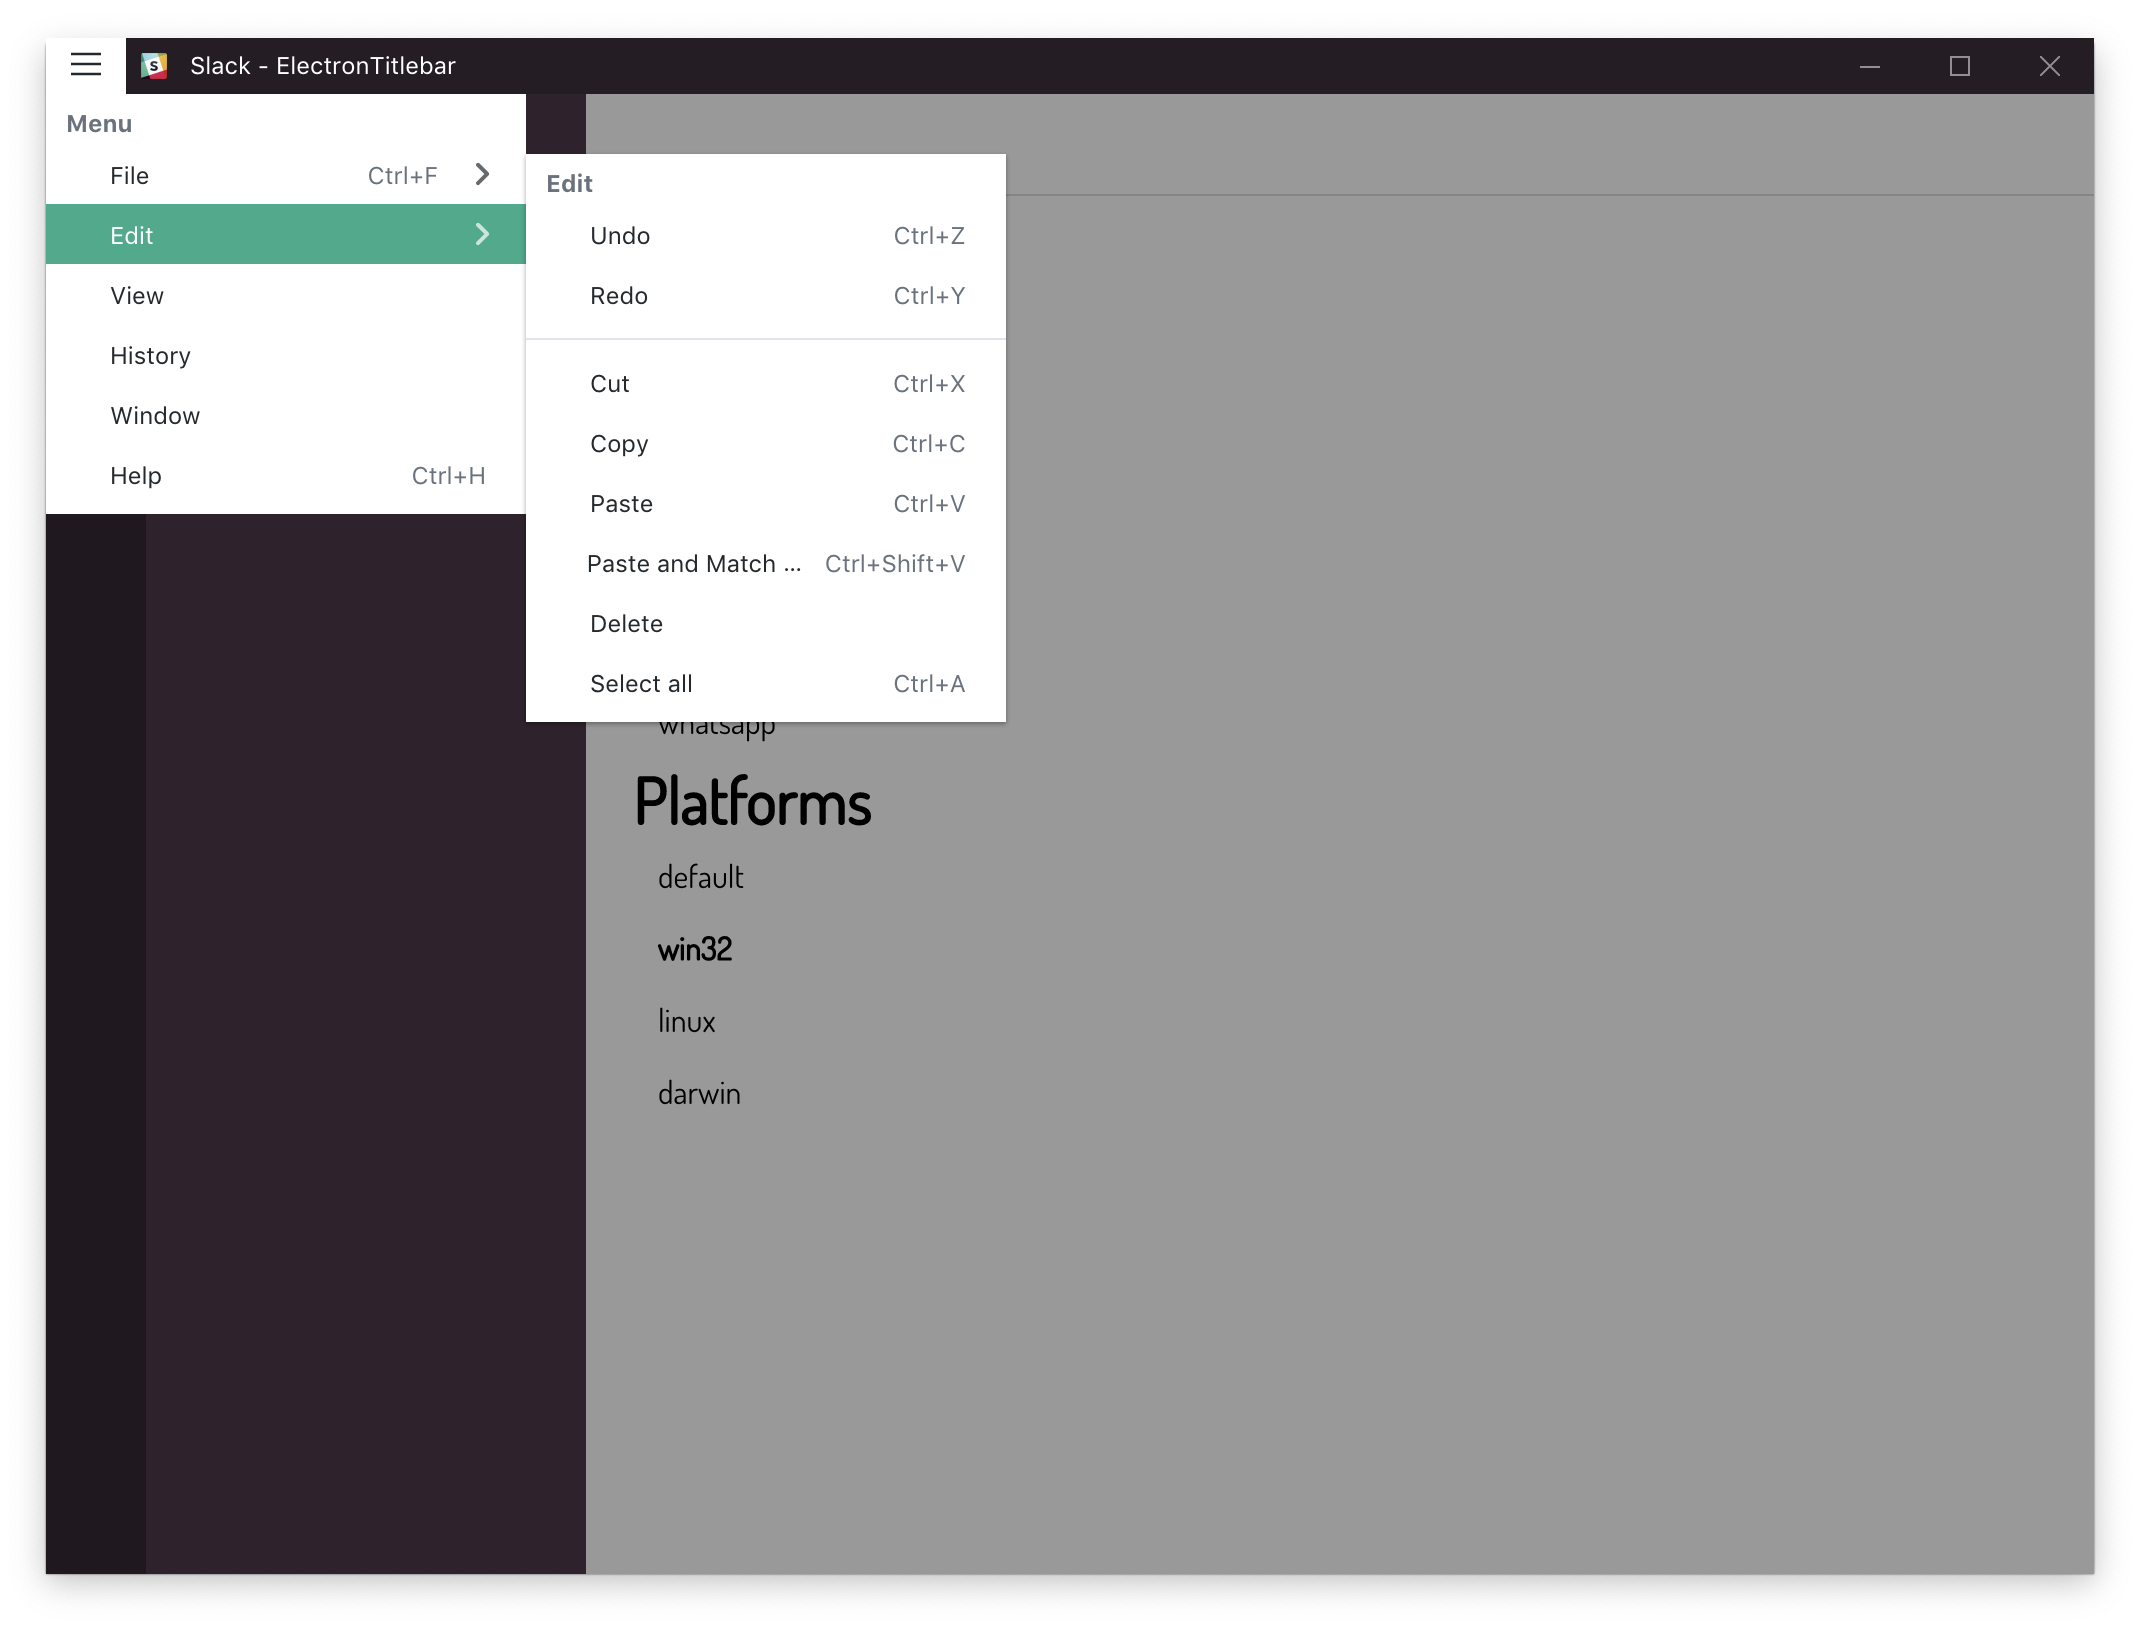 Slack - ElectronTitlebar
Menu
File Ctrl+F
Edit
View
History
Window
Help Ctrl+H
Edit
Undo Ctrl+Z
Redo Ctrl+Y
Cut Ctrl+X
Copy Ctrl+C
Paste Ctrl+V
Paste and Match ... Ctrl+Shift+V
Delete
Select all Ctrl+A
whatsapp
Platforms
default
win32
linux
darwin